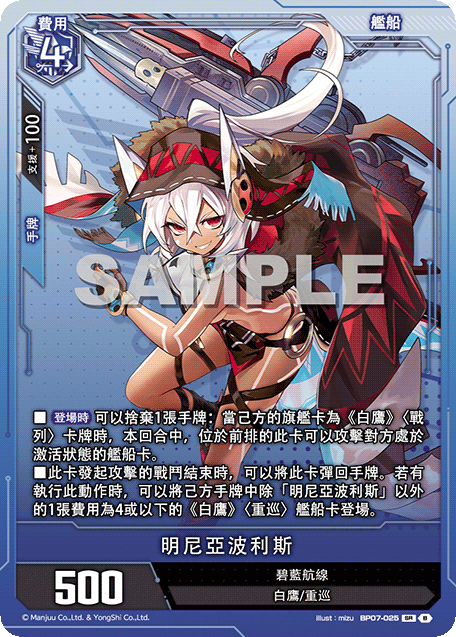 費用
艦船
4
支援+100
手牌
SAMPLE
■ 登場時 可以捨棄1張手牌：當己方的旗艦卡為《白鷹》〈戰
列〉卡牌時，本回合中，位於前排的此卡可以攻擊對方處於
激活狀態的艦船卡。
■此卡發起攻擊的戰鬥結束時，可以將此卡彈回手牌。若有
執行此動作時，可以將己方手牌中除「明尼亞波利斯」以外
的1張費用為4或以下的《白鷹》〈重巡〉艦船卡登場。
明尼亞波利斯
500
碧藍航線
白鷹/重巡
© Manjuu Co.,Ltd. & YongShi Co.,Ltd.
illust : mizu BP07-025 SR B